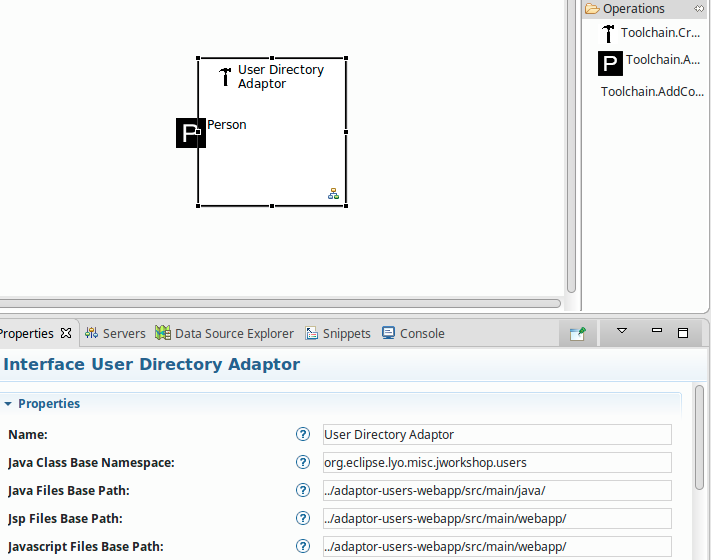 Operations
Toolchain.Cr...
P Toolchain.A...
Toolchain.AddCo...
User Directory
Adaptor
P Person
Properties Servers Data Source Explorer Snippets Console
Interface User Directory Adaptor
Properties
Name: ? User Directory Adaptor
Java Class Base Namespace: ? org.eclipse.lyo.misc.jworkshop.users
Java Files Base Path: ? ../adaptor-users-webapp/src/main/java/
Jsp Files Base Path: ? ../adaptor-users-webapp/src/main/webapp/
Javascript Files Base Path: ? ../adaptor-users-webapp/src/main/webapp/